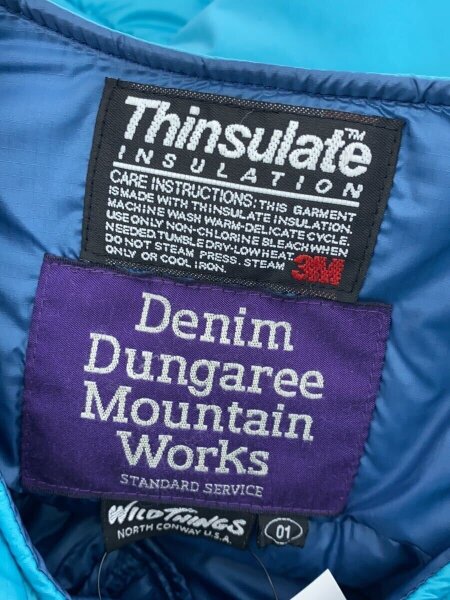 Thinsulate™
INSULATION
CARE INSTRUCTIONS: THIS GARMENT
IS MADE WITH THINSULATE INSULATION.
MACHINE WASH WARM-DELICATE CYCLE.
USE ONLY NON-CHLORINE BLEACH WHEN
NEEDED. TUMBLE DRY-LOW HEAT.
DO NOT STEAM PRESS. STEAM
ONLY OR COOL IRON.
3M
Denim
Dungaree
Mountain
Works
STANDARD SERVICE
WILD THINGS
NORTH CONWAY U.S.A.
01